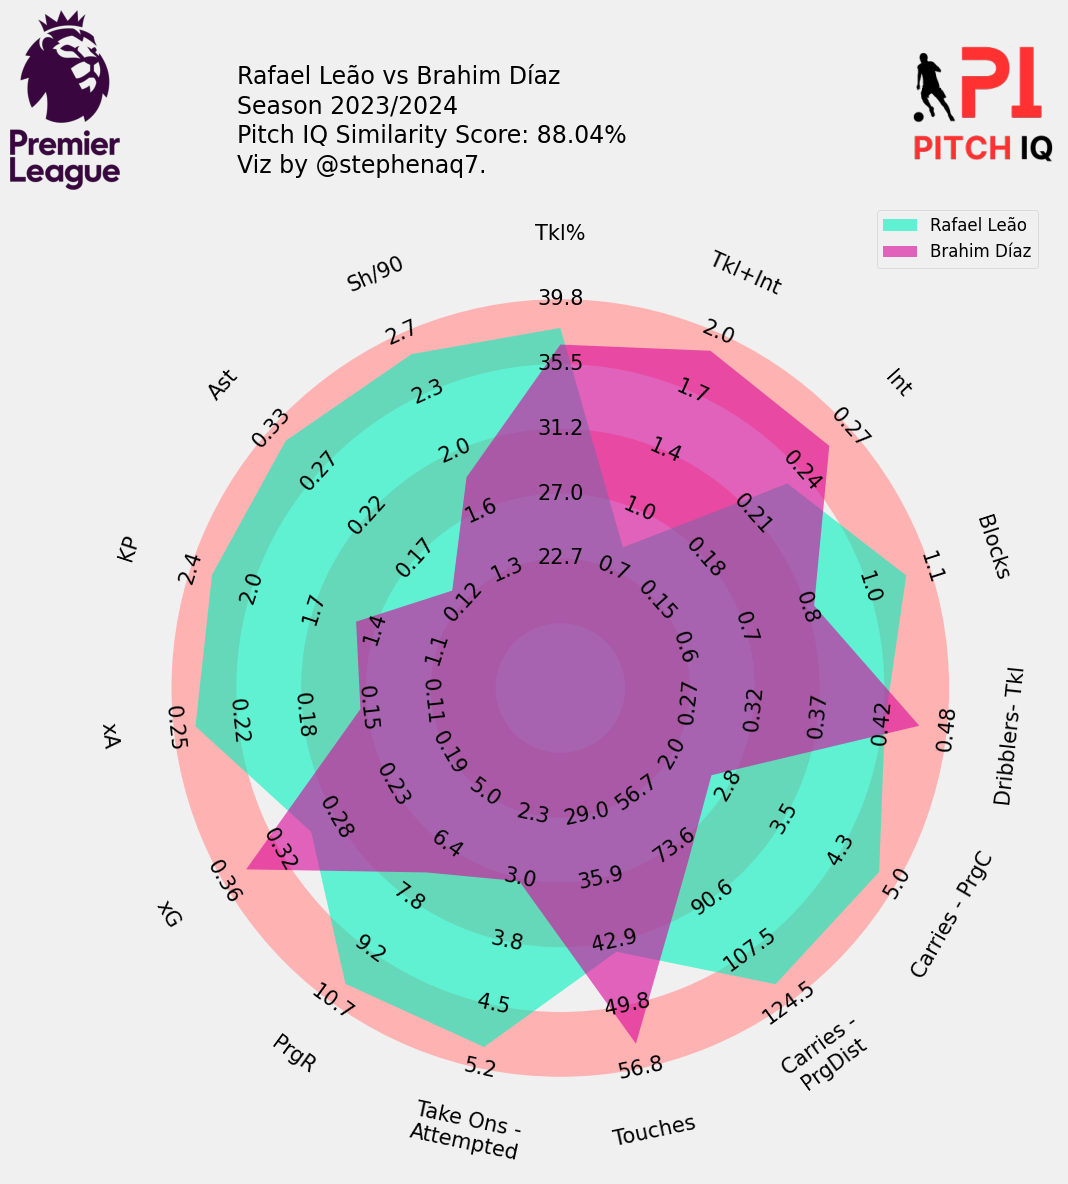 Premier
League
Rafael Leão vs Brahim Díaz
Season 2023/2024
Pitch IQ Similarity Score: 88.04%
Viz by @stephenaq7.
PI
PITCH IQ
Rafael Leão
Brahim Díaz
Tkl%
39.8
35.5
31.2
27.0
22.7
Tkl+Int
2.0
1.7
1.4
1.0
0.7
Int
0.27
0.24
0.21
0.18
0.15
Blocks
1.1
1.0
0.8
0.7
0.6
Dribblers- Tkl
0.48
0.42
0.37
0.32
0.27
Carries - PrgC
5.0
4.3
3.5
2.8
2.0
Carries -
PrgDist
124.5
107.5
90.6
73.6
56.7
Touches
56.8
49.8
42.9
35.9
29.0
Take Ons -
Attempted
5.2
4.5
3.8
3.0
2.3
PrgR
10.7
9.2
7.8
6.4
5.0
xG
0.36
0.32
0.28
0.23
0.19
xA
0.25
0.22
0.18
0.15
0.11
KP
2.4
2.0
1.7
1.4
1.1
Ast
0.33
0.27
0.22
0.17
0.12
Sh/90
2.7
2.3
2.0
1.6
1.3